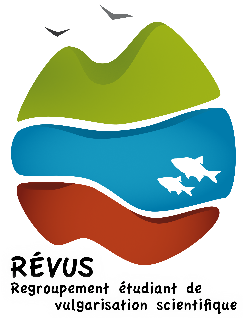 RÉVUS
Regroupement étudiant de
vulgarisation scientifique